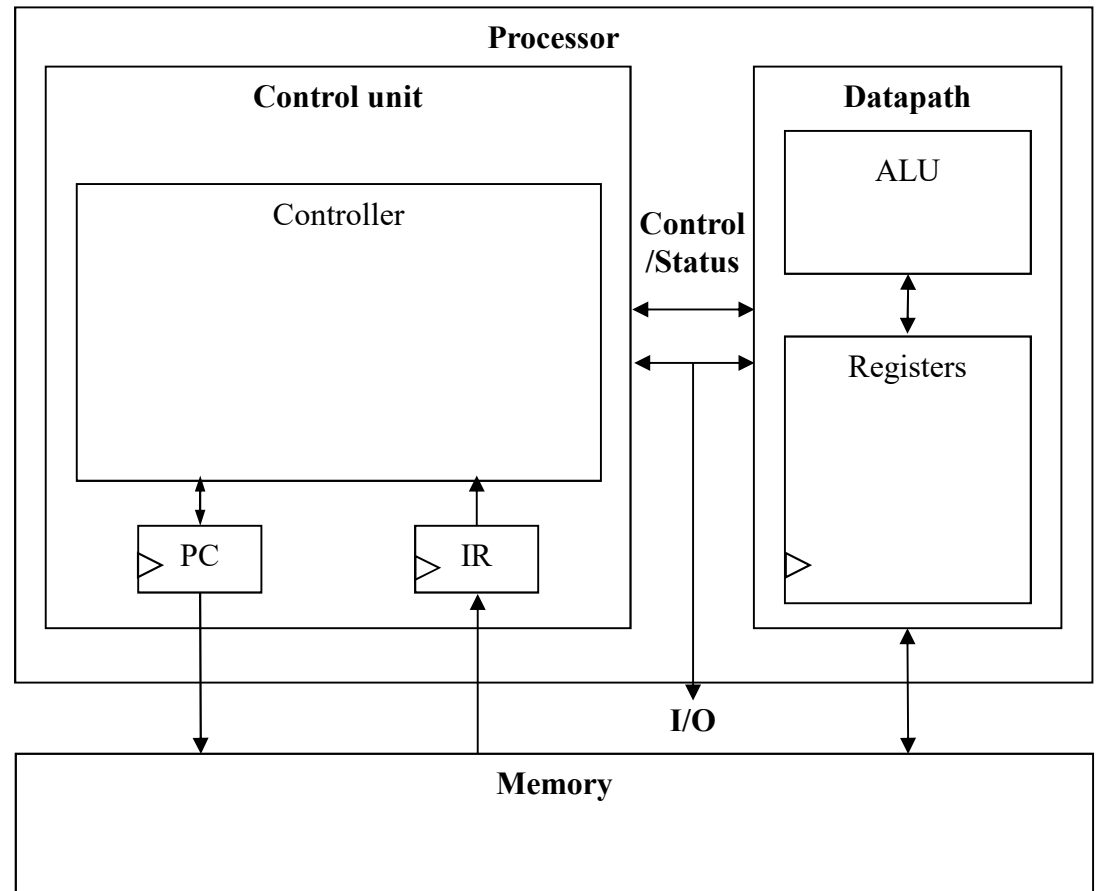 Processor
Control unit
Datapath
ALU
Controller
Control
/Status
Registers
PC
IR
I/O
Memory